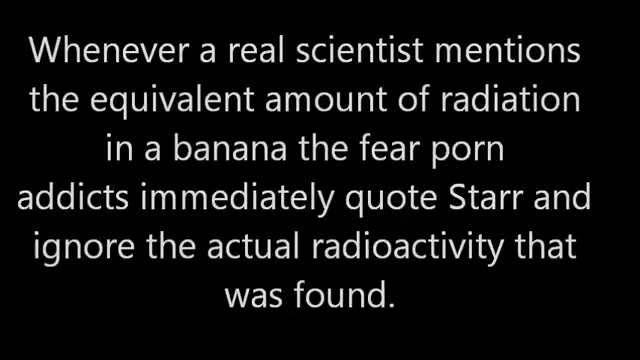 Whenever a real scientist mentions
the equivalent amount of radiation
in a banana the fear porn
addicts immediately quote Starr and
ignore the actual radioactivity that
was found.